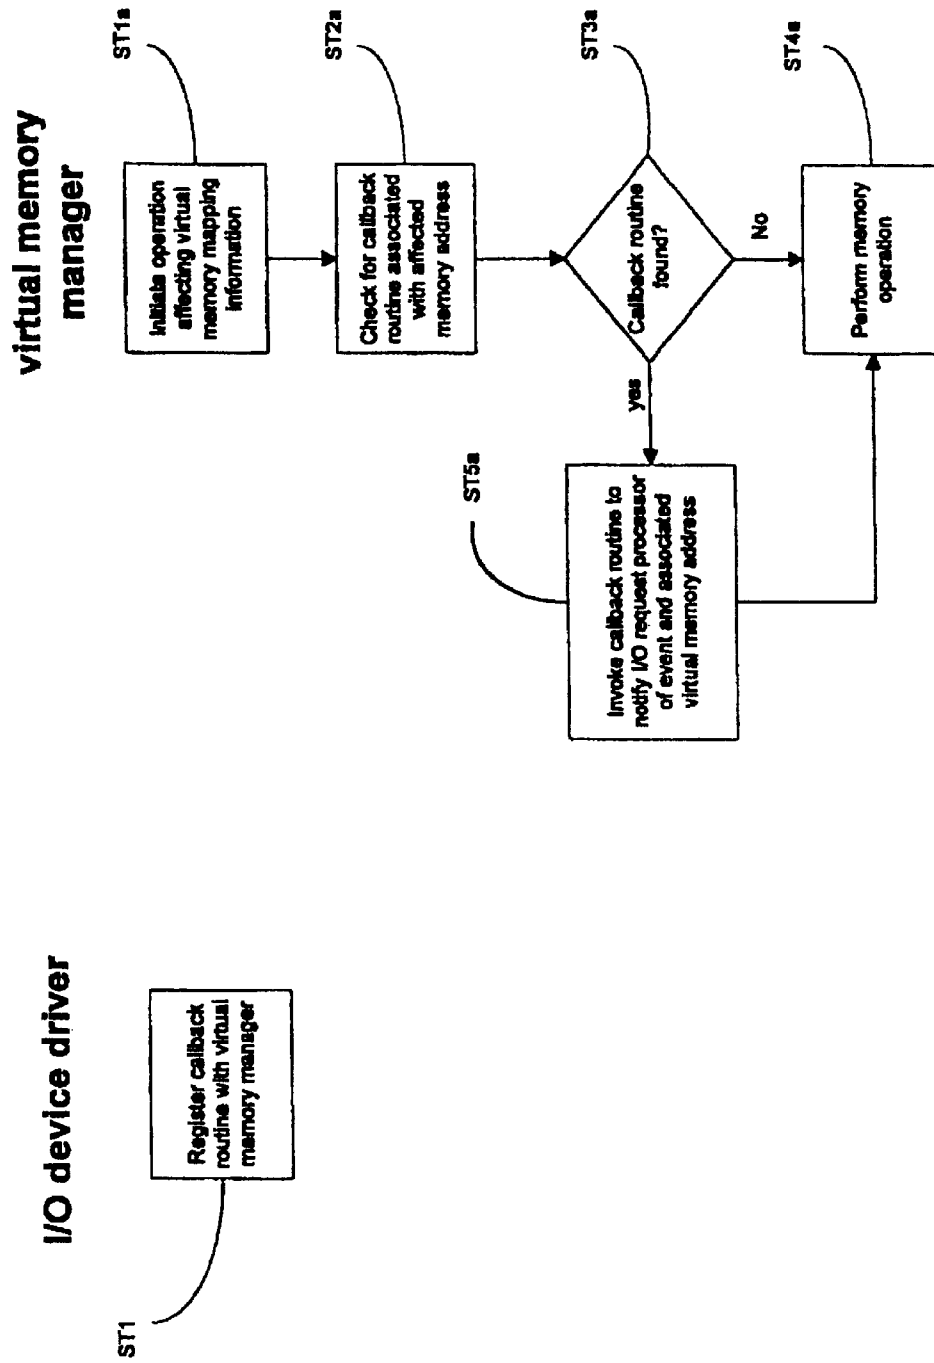 I/O device driver
ST1
Register callback
routine with virtual
memory manager
virtual memory
manager
ST1a
Initiate operation
affecting virtual
memory mapping
information
ST2a
Check for callback
routine associated
with affected
memory address
ST3a
Callback routine
found?
yes
No
ST5a
Invoke callback routine to
notify I/O request processor
of event and associated
virtual memory address
ST4a
Perform memory
operation